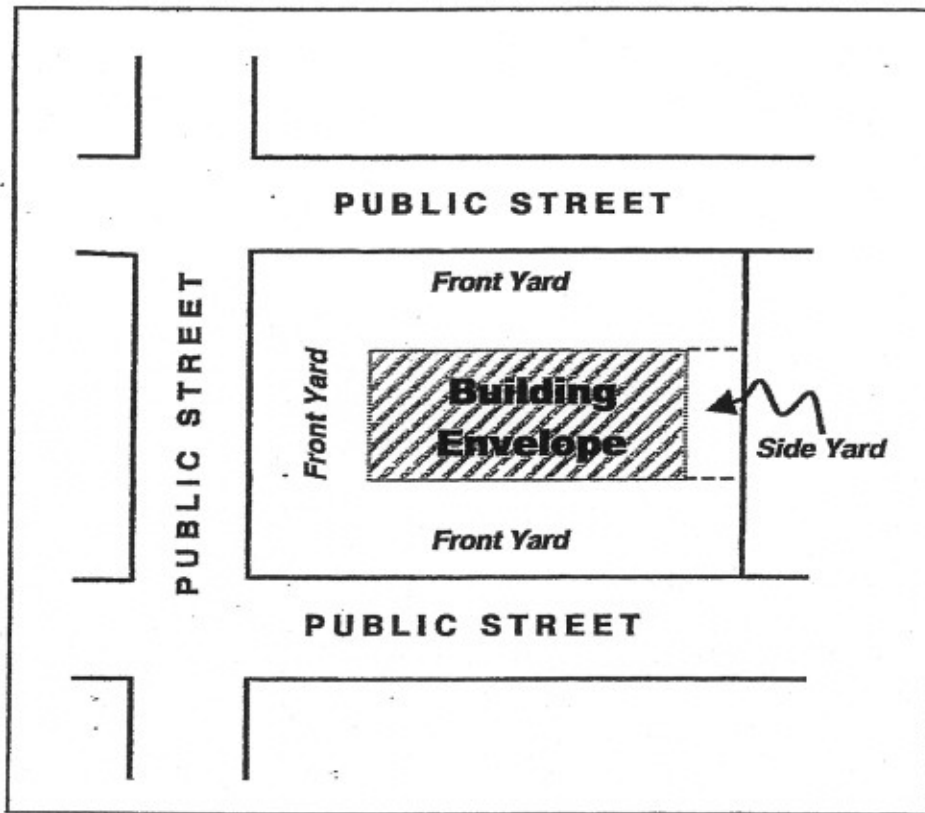 PUBLIC STREET
Front Yard
PUBLIC STREET
Front Yard
Building
Envelope
Side Yard
Front Yard
PUBLIC STREET